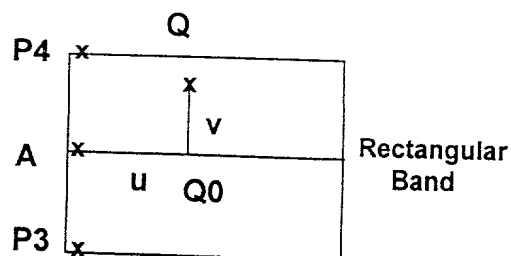 Q
P4 x
x
v
A x
Rectangular
Band
u Q0
P3
x